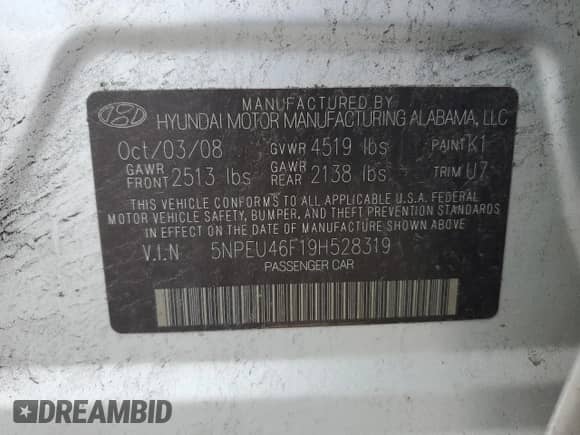 MANUFACTURED BY
HYUNDAI MOTOR MANUFACTURING ALABAMA, LLC
Oct/03/08 GVWR 4519 lbs PAINT K1
GAWR FRONT 2513 lbs GAWR REAR 2138 lbs TRIM U7
THIS VEHICLE CONFORMS TO ALL APPLICABLE U.S.A. FEDERAL
MOTOR VEHICLE SAFETY, BUMPER, AND THEFT PREVENTION STANDARDS
IN EFFECT ON THE DATE OF MANUFACTURE SHOWN ABOVE.
V.I.N 5NPEU46F19H528319
PASSENGER CAR
DREAMBID